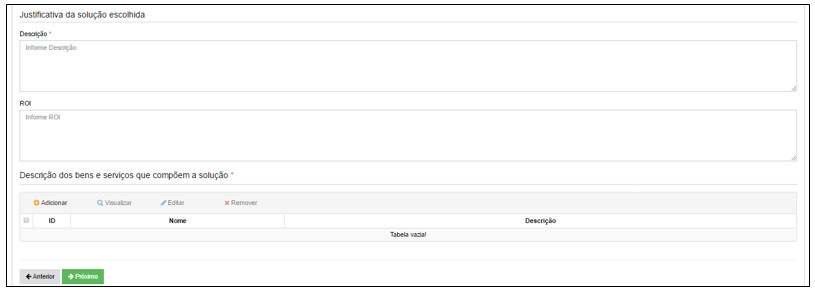 Justificativa da solução escolhida
Descrição *
Informe Descrição
ROI
Informe ROI
Descrição dos bens e serviços que compõem a solução *
Adicionar Visualizar Editar Remover
ID Nome Descrição
Tabela vazia!
Anterior Próximo